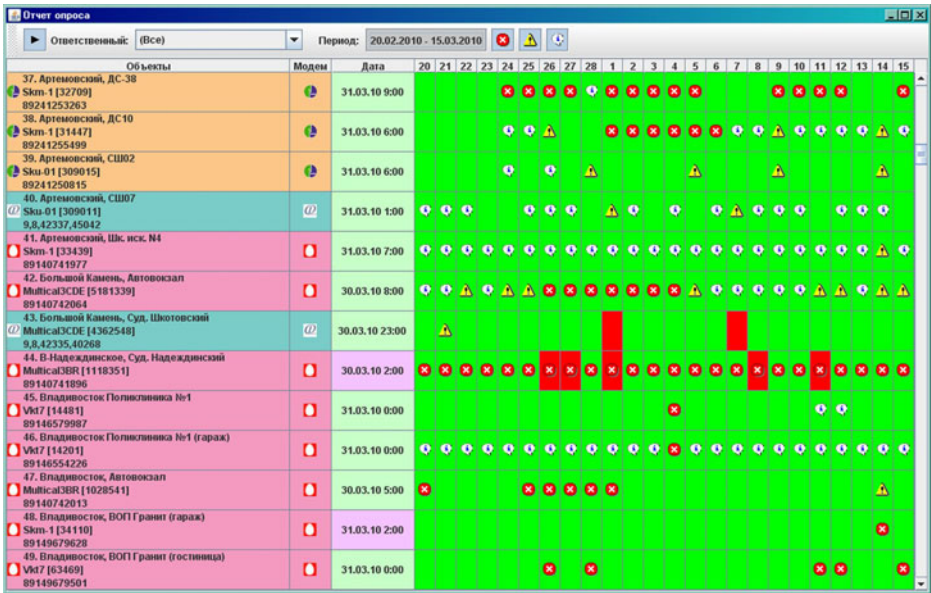 Отчет опроса
Ответственный: (Все) Период: 20.02.2010 - 15.03.2010
Объекты Модем Дата 20 21 22 23 24 25 26 27 28 1 2 3 4 5 6 7 8 9 10 11 12 13 14 15
37. Артемовский, ДС-38
Skm-1 [32709] 31.03.10 9:00
89241253263
38. Артемовский, ДС10
Skm-1 [31447] 31.03.10 6:00
89241255499
39. Артемовский, СШ02
Sku-01 [309015] 31.03.10 6:00
89241250815
40. Артемовский, СШ07
Sku-01 [309011] 31.03.10 1:00
9,8,42337,45042
41. Артемовский, Шк. иск. N4
Skm-1 [33439] 31.03.10 7:00
89140741977
42. Большой Камень, Автовокзал
Multical3CDE [5181339] 30.03.10 8:00
89140742064
43. Большой Камень, Суд. Шкотовский
Multical3CDE [4362548] 30.03.10 23:00
9,8,42335,40268
44. В-Надеждинское, Суд. Надеждинский
Multical3BR [1118351] 30.03.10 2:00
89140741896
45. Владивосток Поликлиника №1
Vkt7 [14481] 31.03.10 0:00
89146579987
46. Владивосток Поликлиника №1 (гараж)
Vkt7 [14201] 31.03.10 0:00
89146554226
47. Владивосток, Автовокзал
Multical3BR [1028541] 30.03.10 5:00
89140742013
48. Владивосток, ВОП Гранит (гараж)
Skm-1 [34110] 31.03.10 2:00
89149679628
49. Владивосток, ВОП Гранит (гостиница)
Vkt7 [63469] 31.03.10 0:00
89149679501